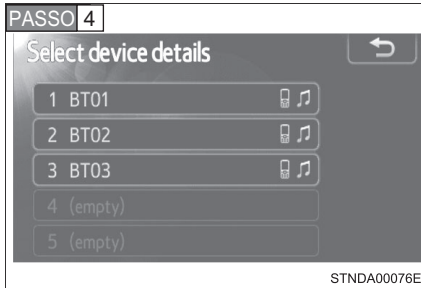 PASSO 4
Select device details
1 BT01
2 BT02
3 BT03
4 (empty)
5 (empty)
STNDA00076E